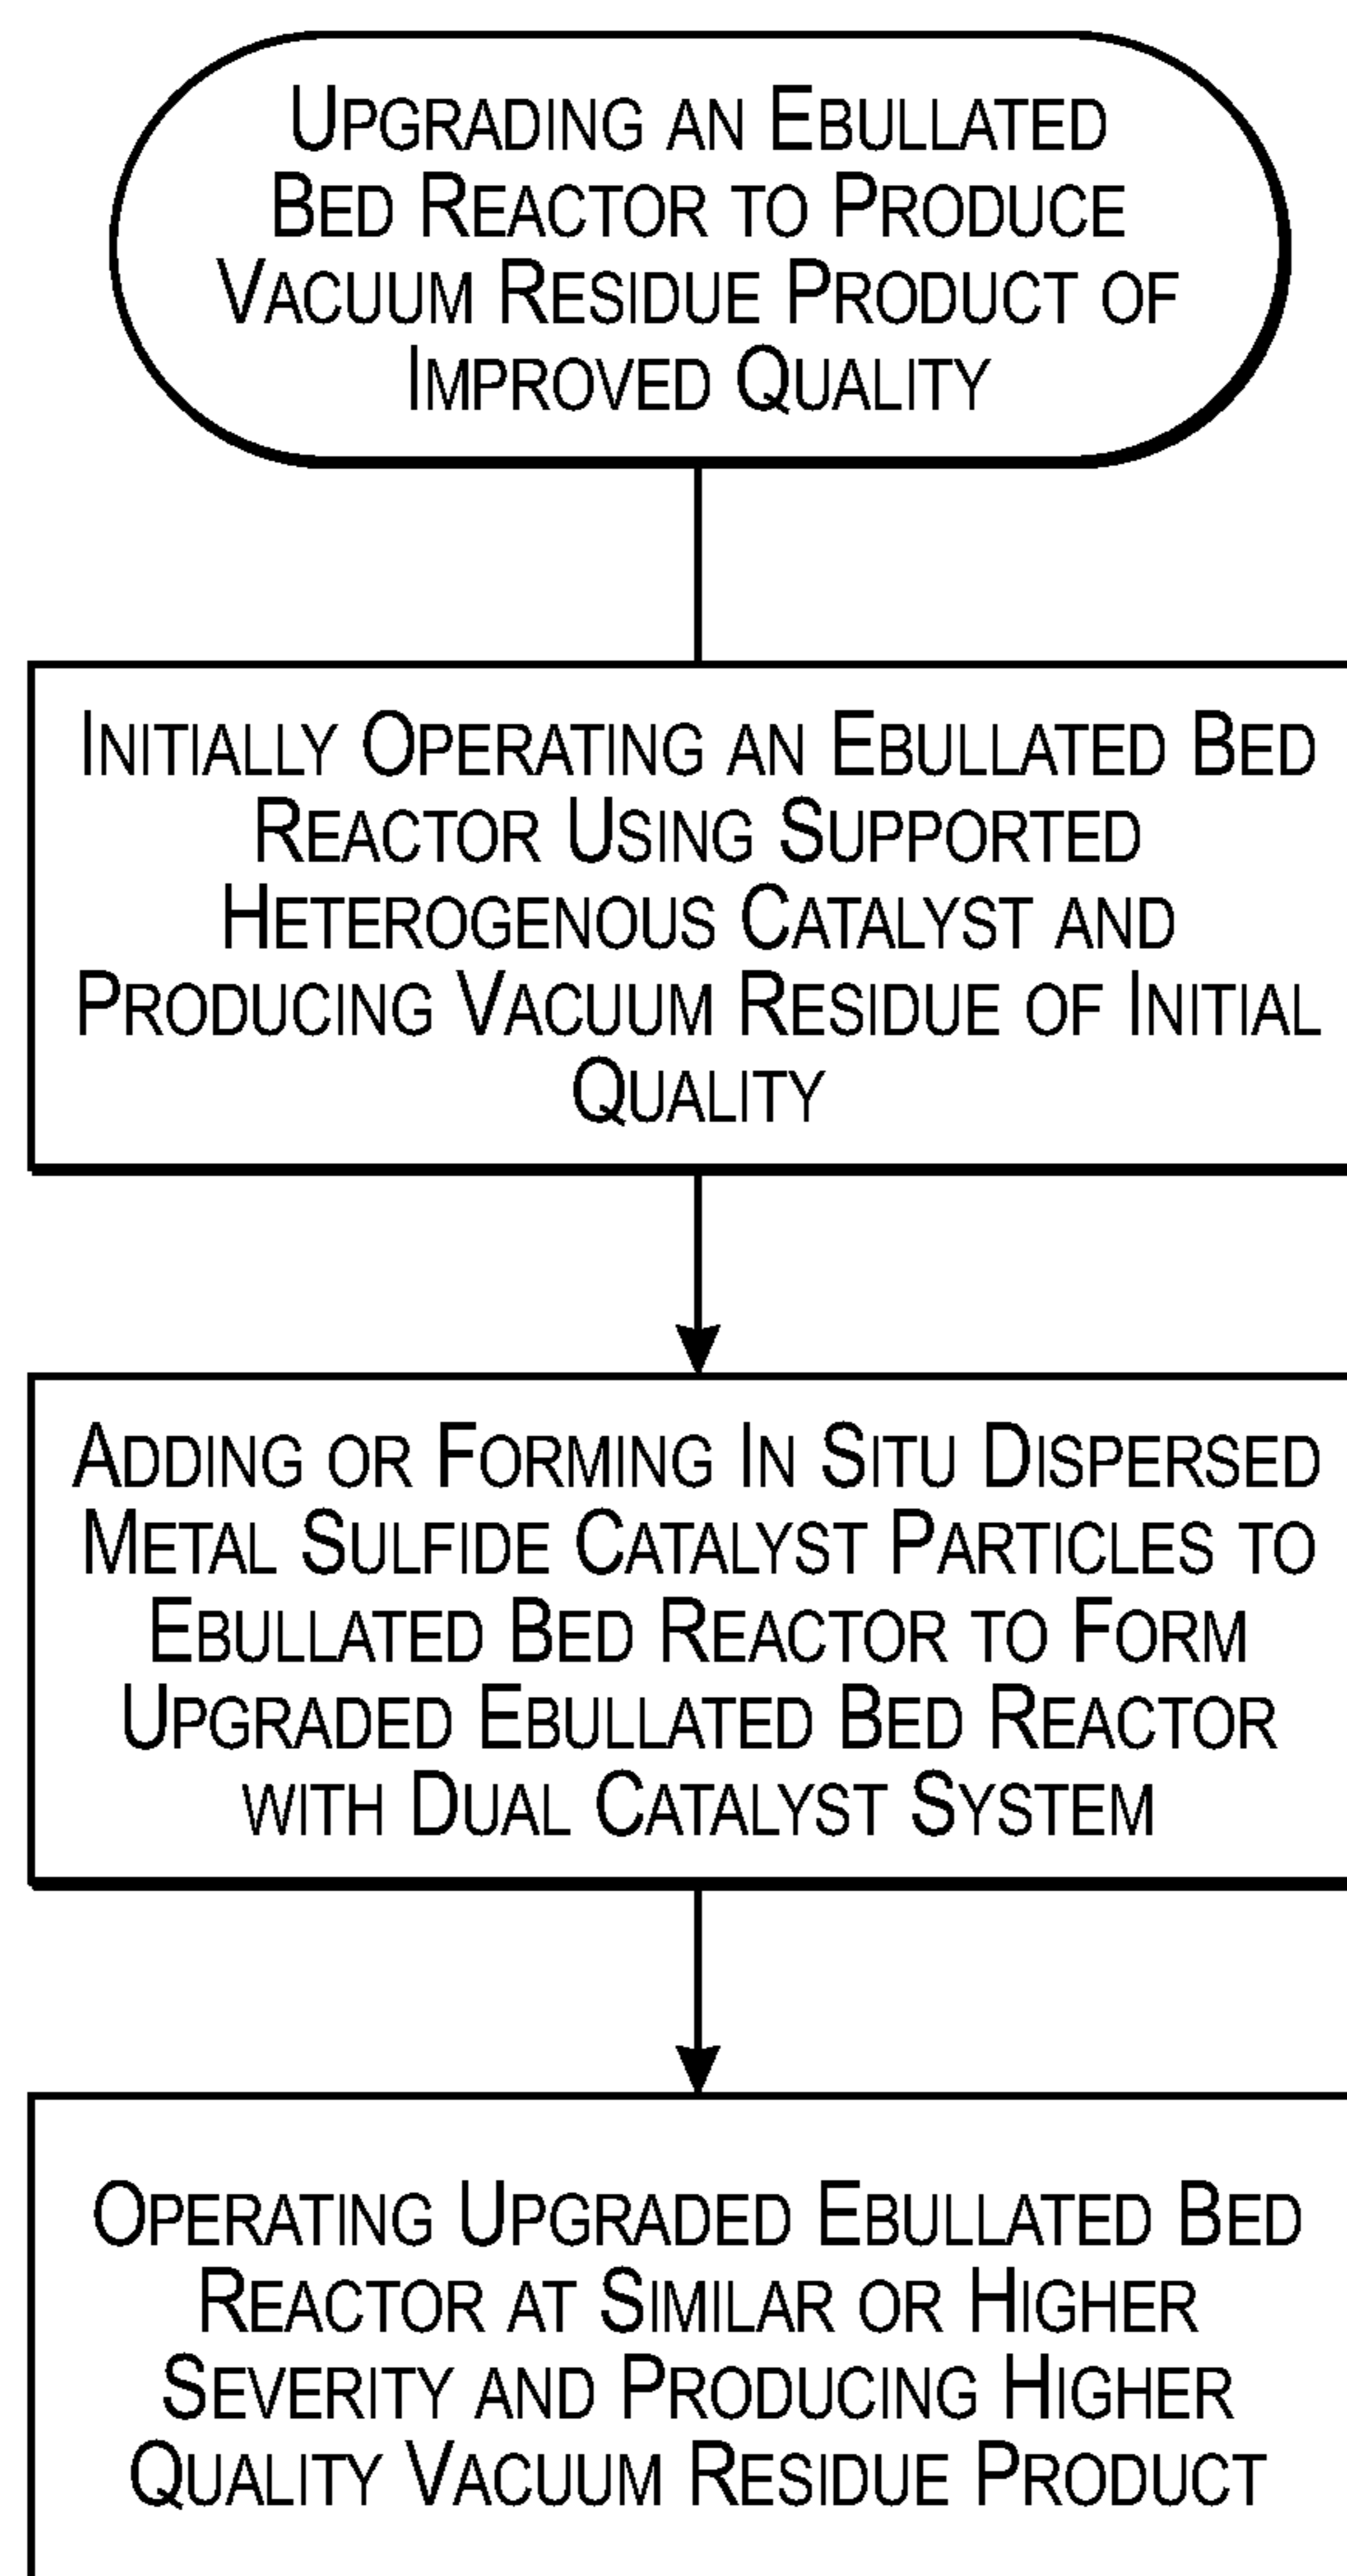 UPGRADING AN EBULLATED
BED REACTOR TO PRODUCE
VACUUM RESIDUE PRODUCT OF
IMPROVED QUALITY
INITIALLY OPERATING AN EBULLATED BED
REACTOR USING SUPPORTED
HETEROGENOUS CATALYST AND
PRODUCING VACUUM RESIDUE OF INITIAL
QUALITY
ADDING OR FORMING IN SITU DISPERSED
METAL SULFIDE CATALYST PARTICLES TO
EBULLATED BED REACTOR TO FORM
UPGRADED EBULLATED BED REACTOR
WITH DUAL CATALYST SYSTEM
OPERATING UPGRADED EBULLATED BED
REACTOR AT SIMILAR OR HIGHER
SEVERITY AND PRODUCING HIGHER
QUALITY VACUUM RESIDUE PRODUCT